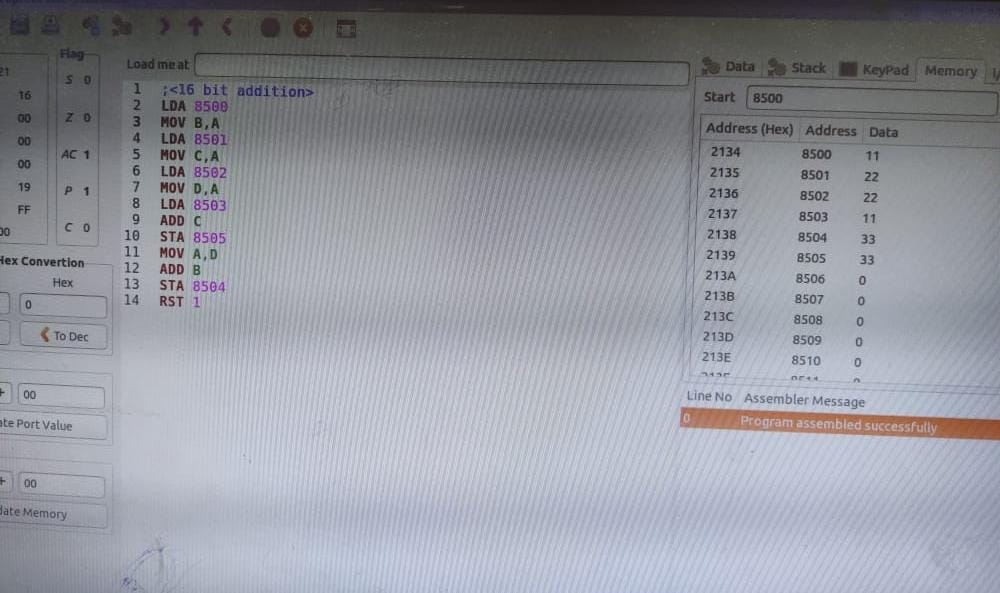 Flag
21
S 0
16
00
Z 0
00
AC 1
00
19
P 1
FF
00
C 0
Hex Convertion
Hex
0
To Dec
00
ate Port Value
00
date Memory
Load me at
1 ;<16 bit addition>
2 LDA 8500
3 MOV B,A
4 LDA 8501
5 MOV C,A
6 LDA 8502
7 MOV D,A
8 LDA 8503
9 ADD C
10 STA 8505
11 MOV A,D
12 ADD B
13 STA 8504
14 RST 1
Data Stack KeyPad Memory
Start 8500
Address (Hex) Address Data
2134 8500 11
2135 8501 22
2136 8502 22
2137 8503 11
2138 8504 33
2139 8505 33
213A 8506 0
213B 8507 0
213C 8508 0
213D 8509 0
213E 8510 0
Line No Assembler Message
0 Program assembled successfully